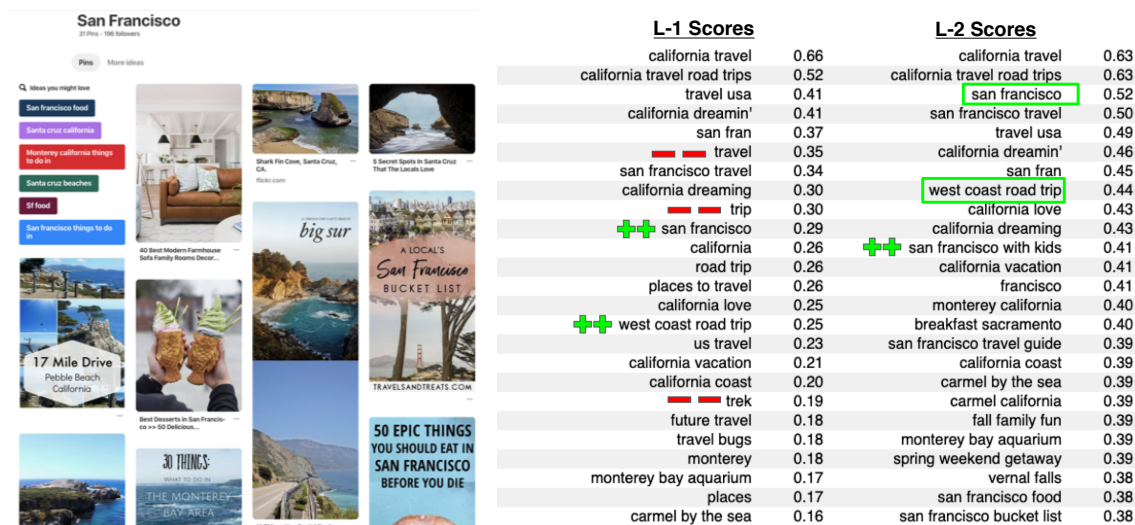 San Francisco
31 Pins • 196 followers
Pins
More ideas
Ideas you might love
San francisco food
Santa cruz california
Monterey california things
to do in
Santa cruz beaches
Sf food
San francisco things to do
in
17 Mile Drive
Pebble Beach
California
40 Best Modern Farmhouse
Sofa Family Rooms Decor...
Best Desserts in San Francis-
co >> 50 Delicious...
30 THINGS:
WHAT TO DO IN
THE MONTEREY
BAY AREA
Shark Fin Cove, Santa Cruz,
CA.
flickr.com
big sur
5 Secret Spots In Santa Cruz
That The Locals Love
A LOCAL'S
San Francisco
BUCKET LIST
TRAVELSANDTREATS.COM
50 EPIC THINGS
YOU SHOULD EAT IN
SAN FRANCISCO
BEFORE YOU DIE
L-1 Scores
california travel 0.66
california travel road trips 0.52
travel usa 0.41
california dreamin' 0.41
san fran 0.37
travel 0.35
san francisco travel 0.34
california dreaming 0.30
trip 0.30
san francisco 0.29
california 0.26
road trip 0.26
places to travel 0.26
california love 0.25
west coast road trip 0.25
us travel 0.23
california vacation 0.21
california coast 0.20
trek 0.19
future travel 0.18
travel bugs 0.18
monterey 0.18
monterey bay aquarium 0.17
places 0.17
carmel by the sea 0.16
L-2 Scores
california travel 0.63
california travel road trips 0.63
san francisco 0.52
san francisco travel 0.50
travel usa 0.49
california dreamin' 0.46
san fran 0.45
west coast road trip 0.44
california love 0.43
california dreaming 0.43
san francisco with kids 0.41
california vacation 0.41
francisco 0.41
monterey california 0.40
breakfast sacramento 0.40
san francisco travel guide 0.39
california coast 0.39
carmel by the sea 0.39
carmel california 0.39
fall family fun 0.39
monterey bay aquarium 0.39
spring weekend getaway 0.39
vernal falls 0.38
san francisco food 0.38
san francisco bucket list 0.38